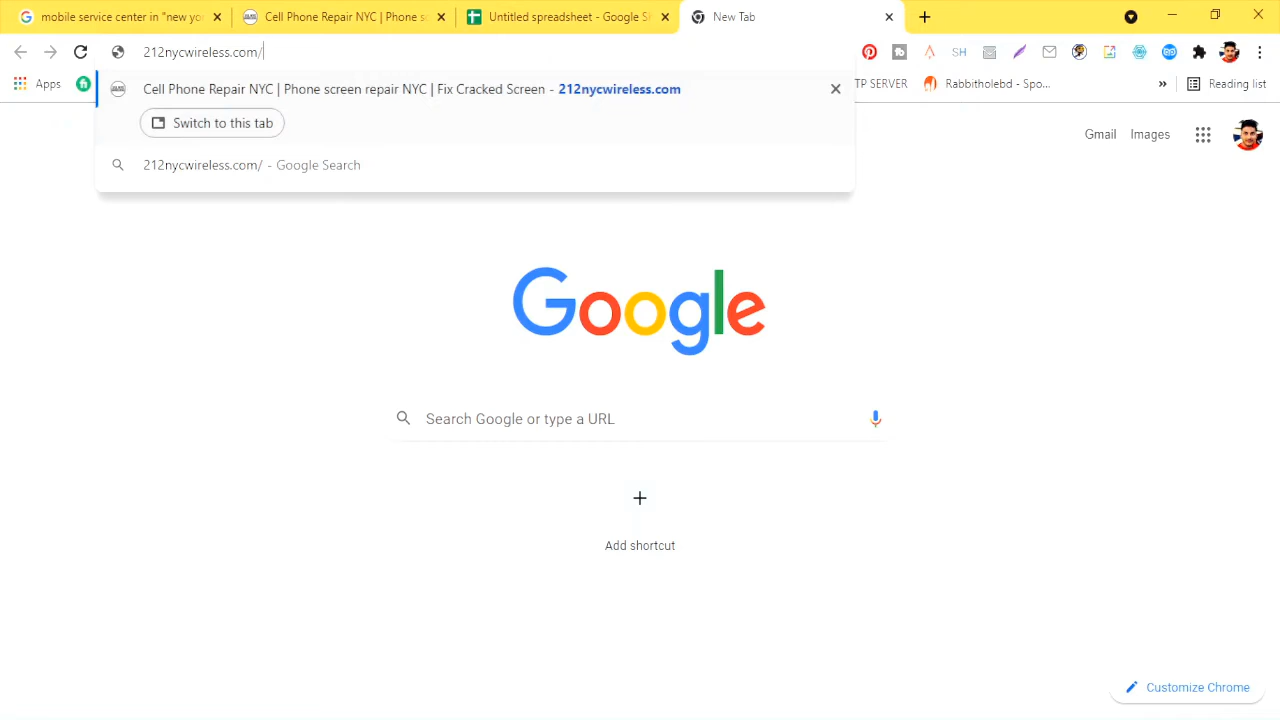 mobile service center in "new yo
Cell Phone Repair NYC | Phone s
Untitled spreadsheet - Google S
New Tab
212nycwireless.com/
SH
Apps
TP SERVER
Rabbitholebd - Spo...
»
Reading list
Cell Phone Repair NYC | Phone screen repair NYC | Fix Cracked Screen - 212nycwireless.com
Switch to this tab
212nycwireless.com/ - Google Search
Gmail
Images
Google
Search Google or type a URL
Add shortcut
Customize Chrome